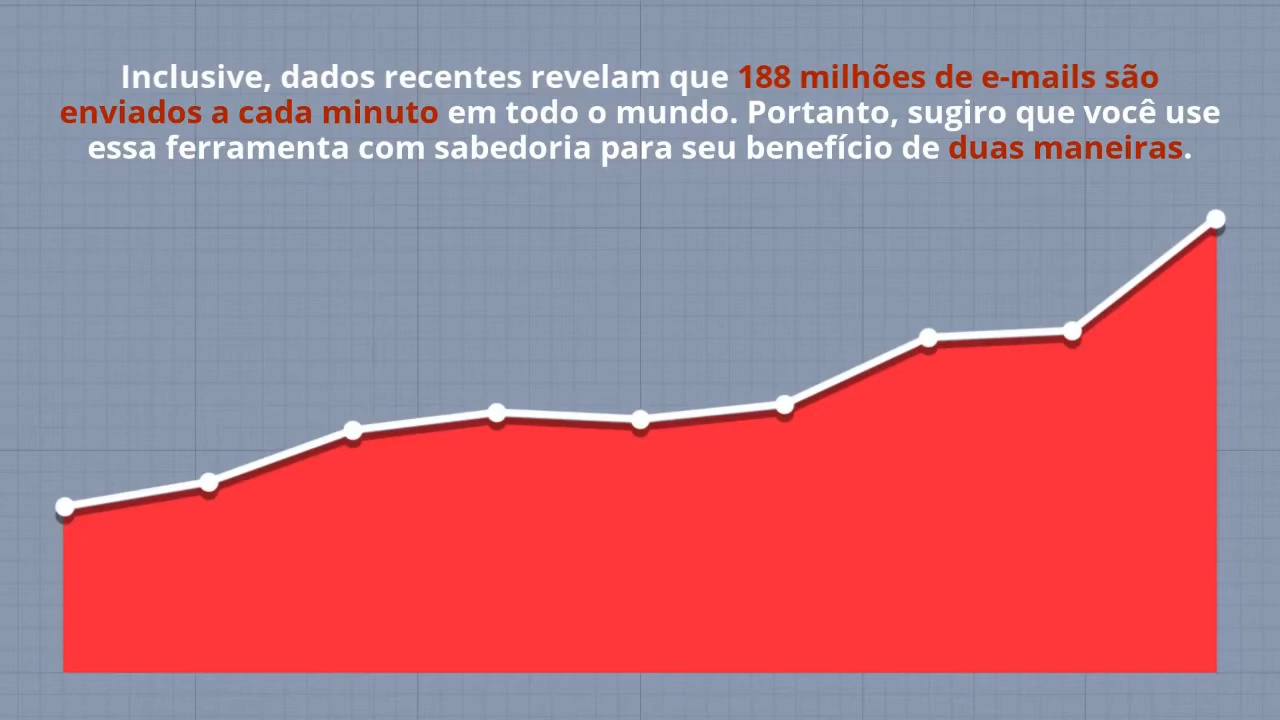 Inclusive, dados recentes revelam que 188 milhões de e-mails são
enviados a cada minuto em todo o mundo. Portanto, sugiro que você use
essa ferramenta com sabedoria para seu benefício de duas maneiras.